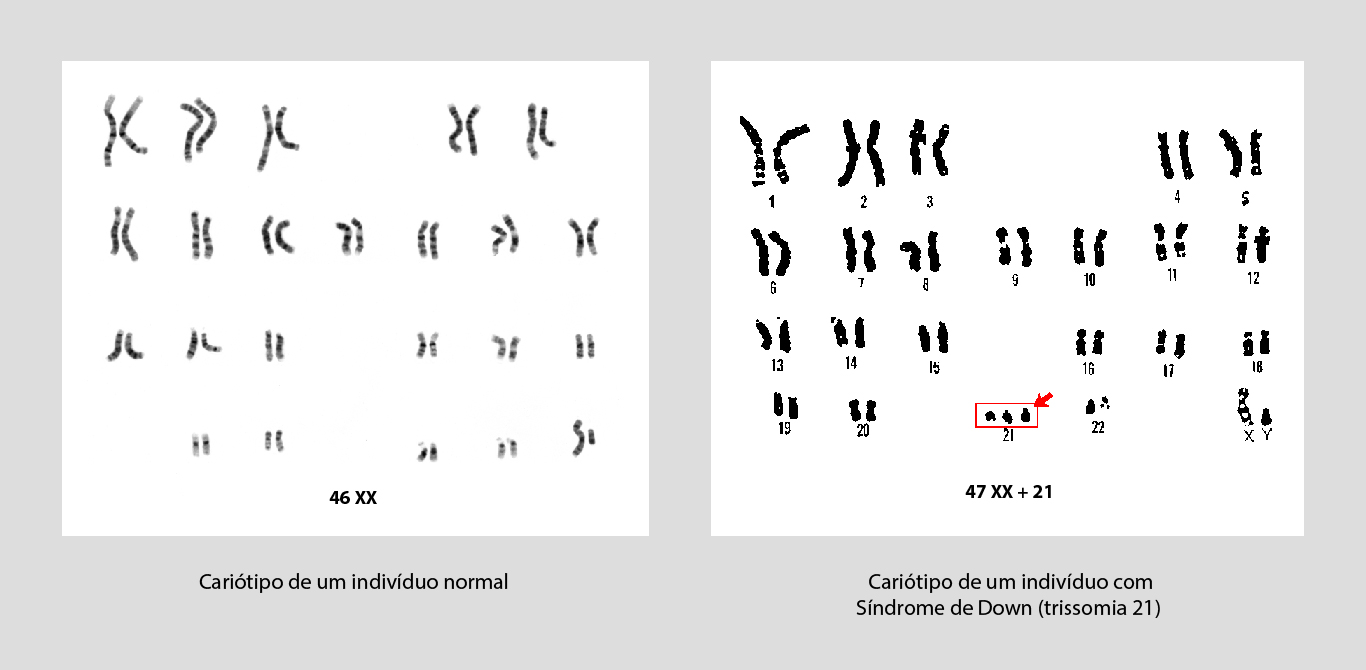 1 2 3 4 5
6 7 8 9 10 11 12
13 14 15 16 17 18
19 20 21 22 X Y
46 XX
47 XX + 21
Cariótipo de um indivíduo normal
Cariótipo de um indivíduo com
Síndrome de Down (trissomia 21)